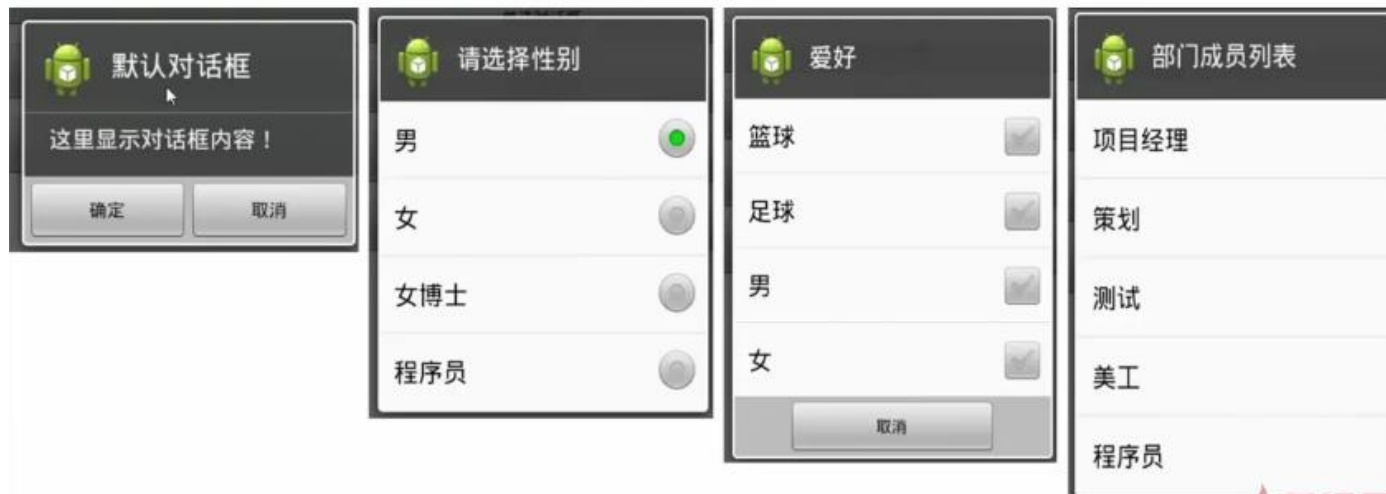 默认对话框
这里显示对话框内容！
确定
取消
请选择性别
男
女
女博士
程序员
爱好
篮球
足球
男
女
取消
部门成员列表
项目经理
策划
测试
美工
程序员